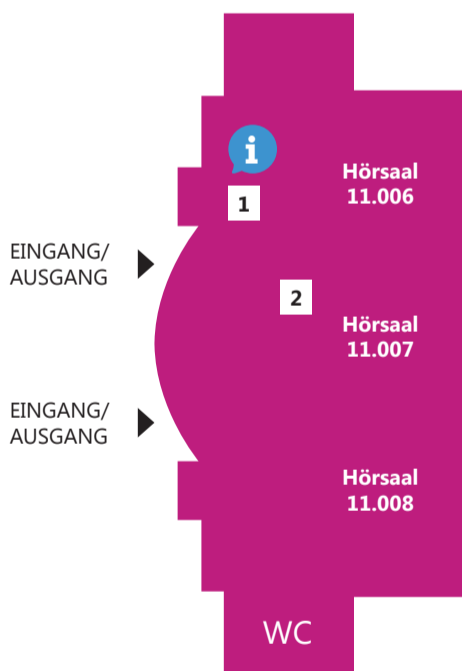 i
Hörsaal
11.006
1
EINGANG/
AUSGANG
2
Hörsaal
11.007
EINGANG/
AUSGANG
Hörsaal
11.008
WC